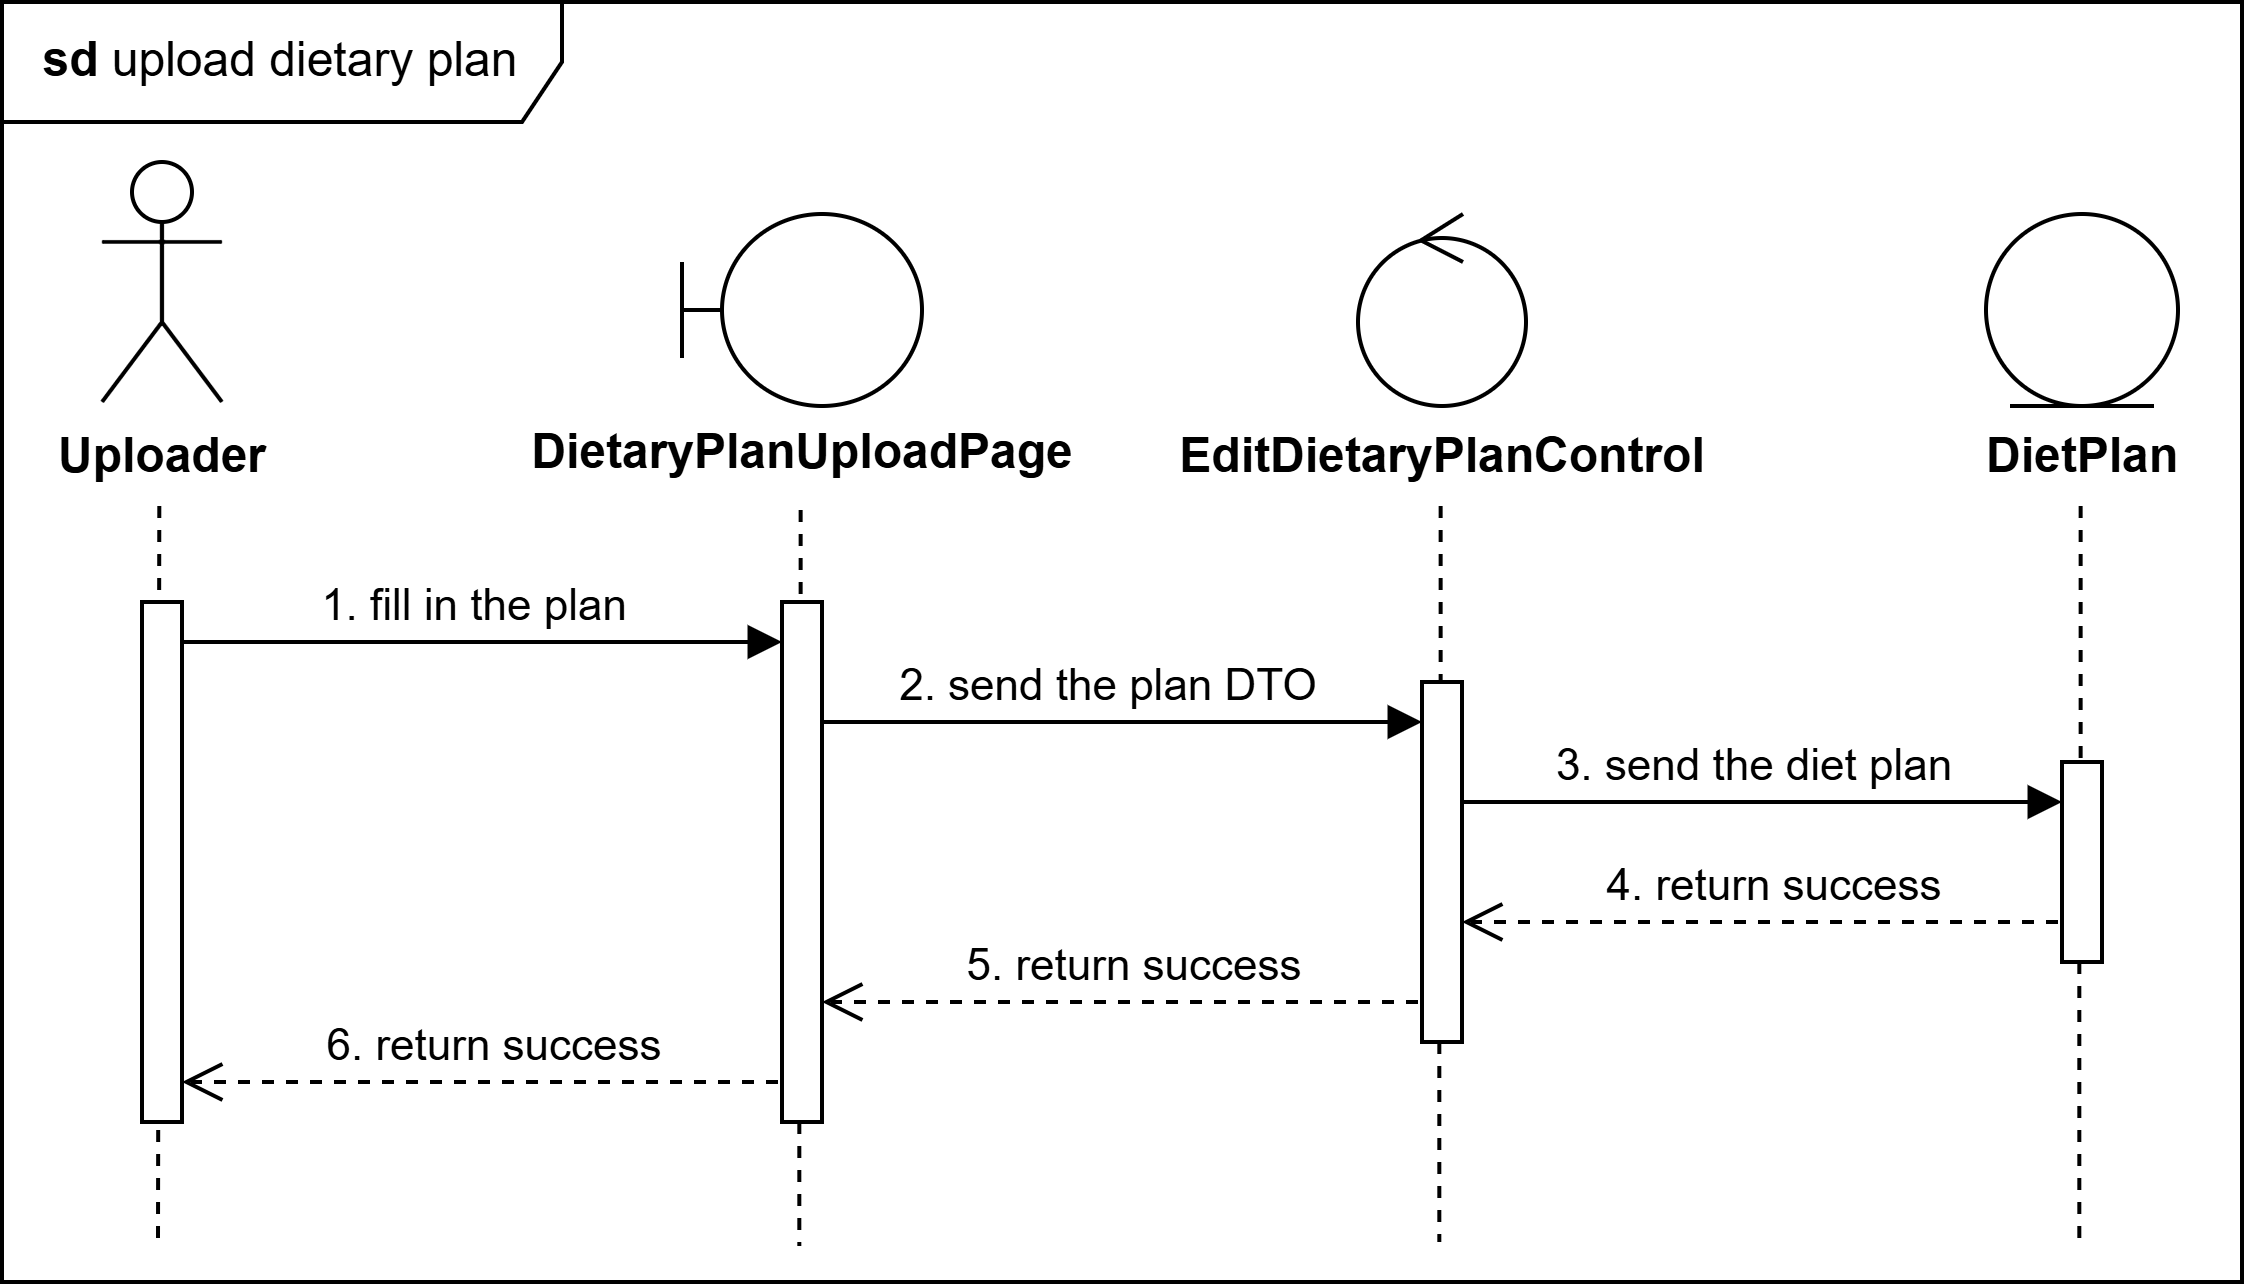 sd upload dietary plan
Uploader
DietaryPlanUploadPage
EditDietaryPlanControl
DietPlan
1. fill in the plan
2. send the plan DTO
3. send the diet plan
4. return success
5. return success
6. return success